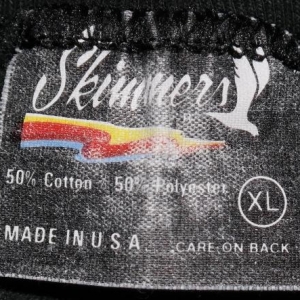 Skimmers
50% Cotton 50% Polyester
XL
MADE IN U.S.A
CARE ON BACK